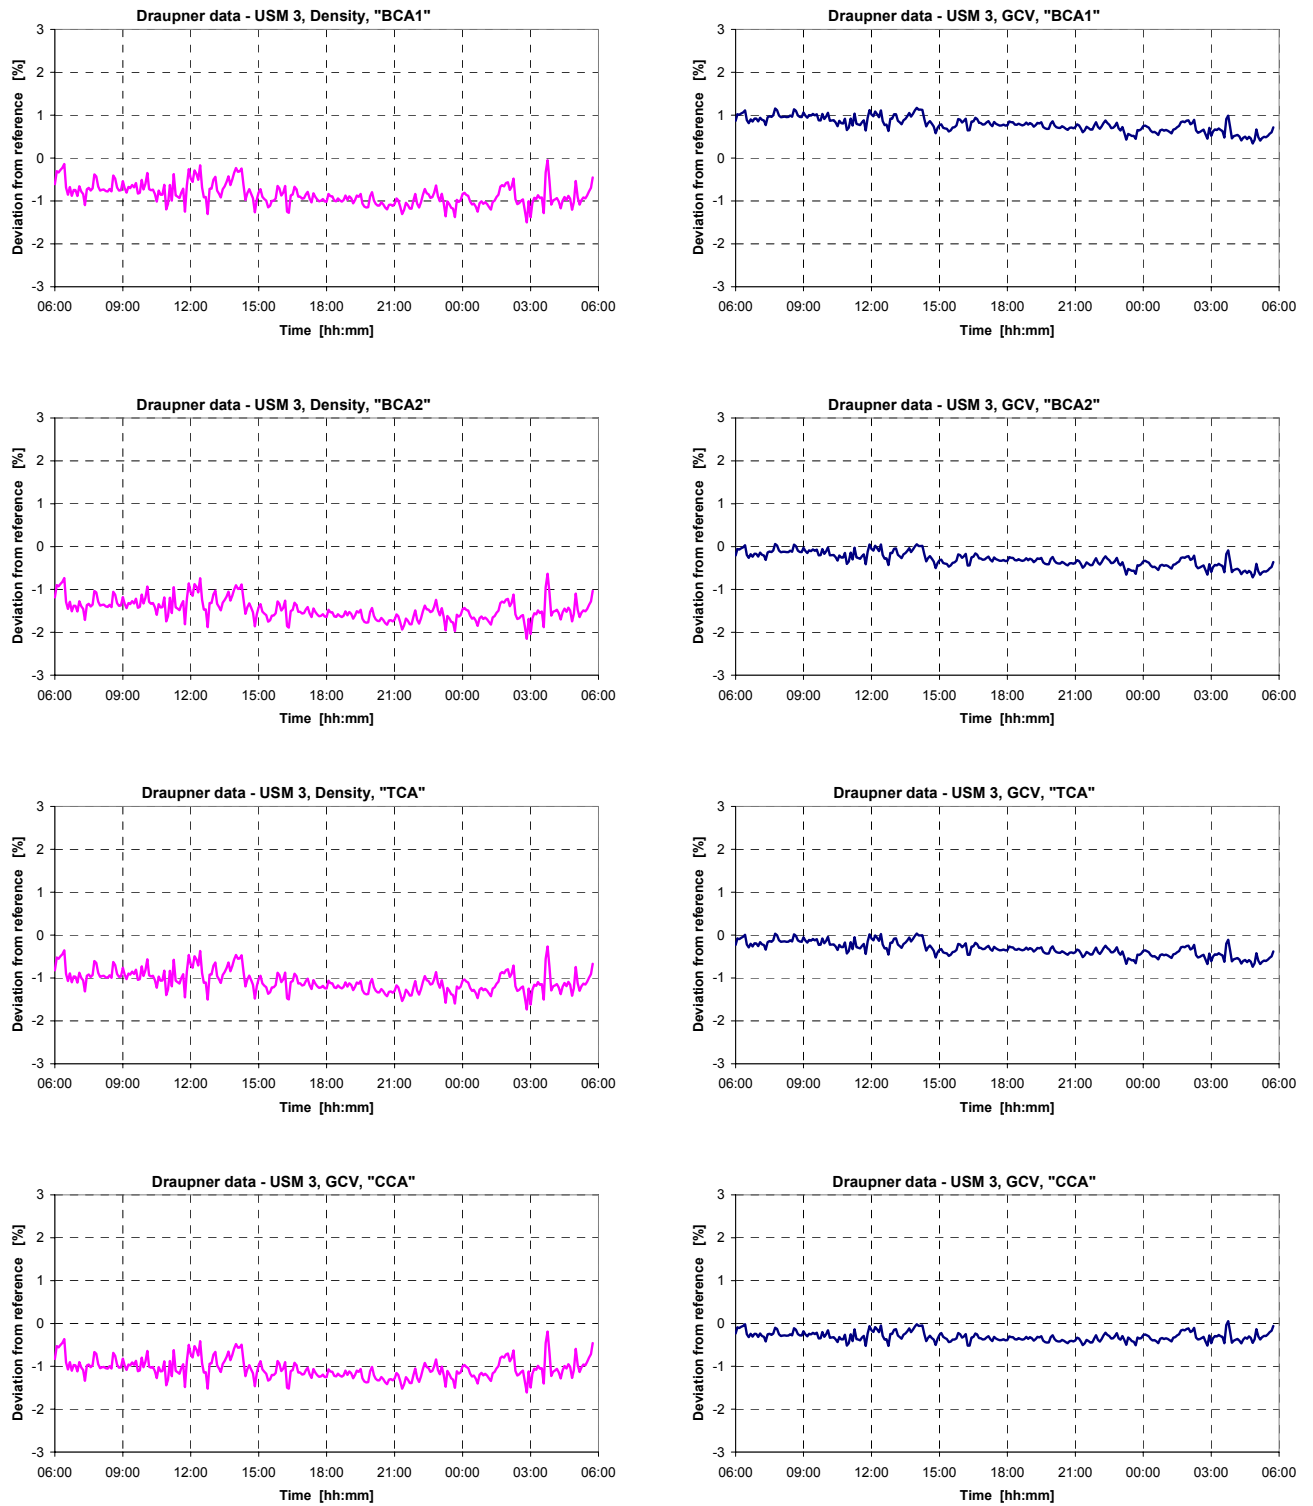 Draupner data - USM 3, Density, "BCA1"
3
2
1
0
-1
-2
-3
Deviation from reference [%]
06:00 09:00 12:00 15:00 18:00 21:00 00:00 03:00 06:00
Time [hh:mm]
Draupner data - USM 3, GCV, "BCA1"
3
2
1
0
-1
-2
-3
Deviation from reference [%]
06:00 09:00 12:00 15:00 18:00 21:00 00:00 03:00 06:00
Time [hh:mm]
Draupner data - USM 3, Density, "BCA2"
3
2
1
0
-1
-2
-3
Deviation from reference [%]
06:00 09:00 12:00 15:00 18:00 21:00 00:00 03:00 06:00
Time [hh:mm]
Draupner data - USM 3, GCV, "BCA2"
3
2
1
0
-1
-2
-3
Deviation from reference [%]
06:00 09:00 12:00 15:00 18:00 21:00 00:00 03:00 06:00
Time [hh:mm]
Draupner data - USM 3, Density, "TCA"
3
2
1
0
-1
-2
-3
Deviation from reference [%]
06:00 09:00 12:00 15:00 18:00 21:00 00:00 03:00 06:00
Time [hh:mm]
Draupner data - USM 3, GCV, "TCA"
3
2
1
0
-1
-2
-3
Deviation from reference [%]
06:00 09:00 12:00 15:00 18:00 21:00 00:00 03:00 06:00
Time [hh:mm]
Draupner data - USM 3, GCV, "CCA"
3
2
1
0
-1
-2
-3
Deviation from reference [%]
06:00 09:00 12:00 15:00 18:00 21:00 00:00 03:00 06:00
Time [hh:mm]
Draupner data - USM 3, GCV, "CCA"
3
2
1
0
-1
-2
-3
Deviation from reference [%]
06:00 09:00 12:00 15:00 18:00 21:00 00:00 03:00 06:00
Time [hh:mm]